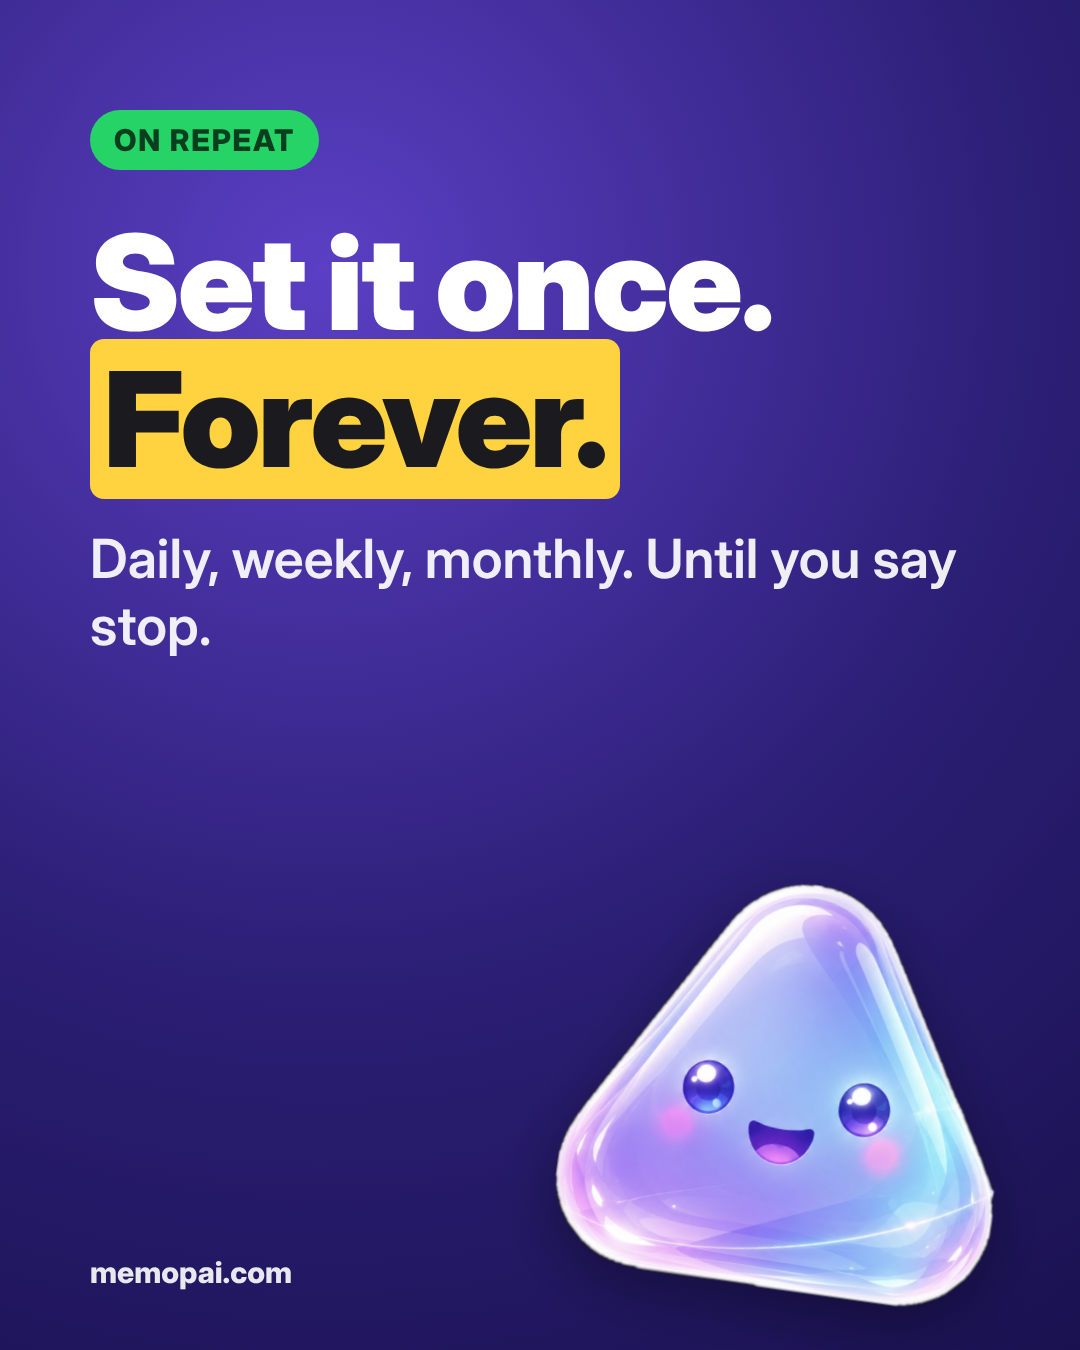 ON REPEAT
Set it once.
Forever.
Daily, weekly, monthly. Until you say
stop.
memopai.com